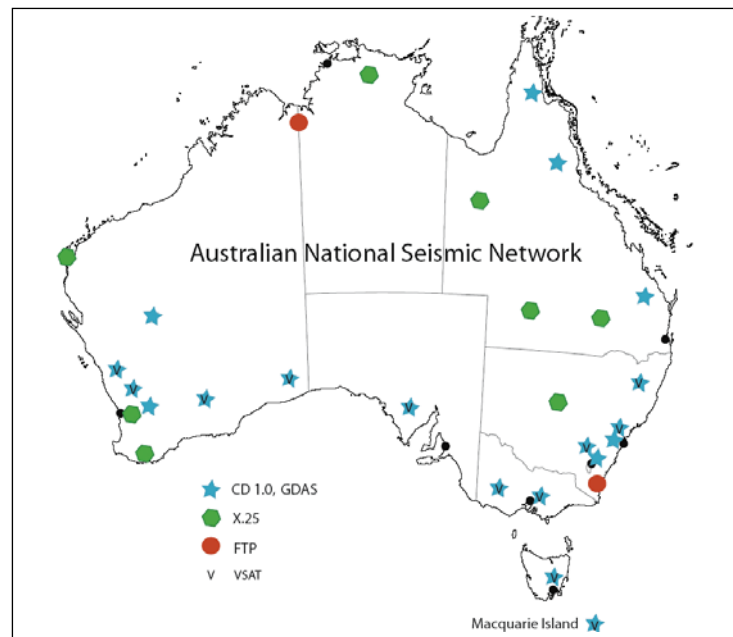 Australian National Seismic Network
V
V
V
V
V
V
V
V
V
V
V
CD 1.0, GDAS
X.25
FTP
V VSAT
Macquarie Island V